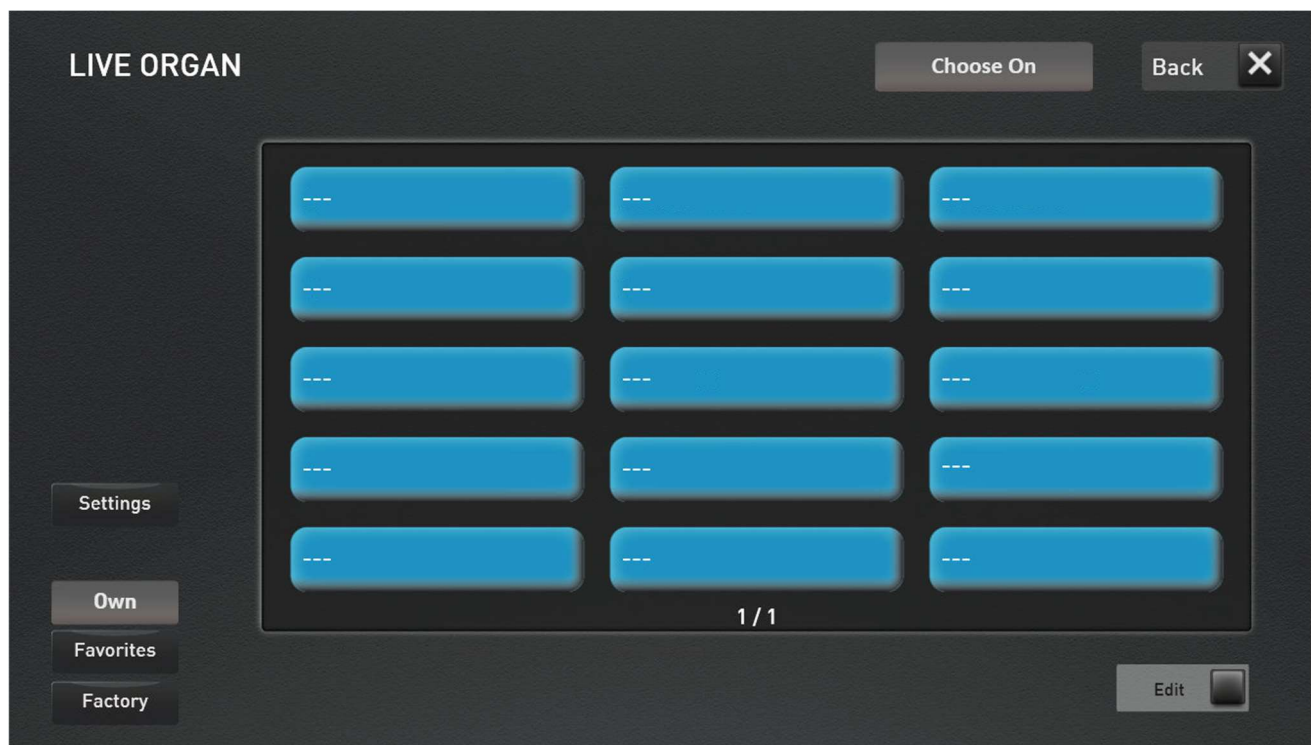 LIVE ORGAN
Choose On
Back
--- --- ---
--- --- ---
--- --- ---
--- --- ---
--- --- ---
1 / 1
Settings
Own
Favorites
Factory
Edit